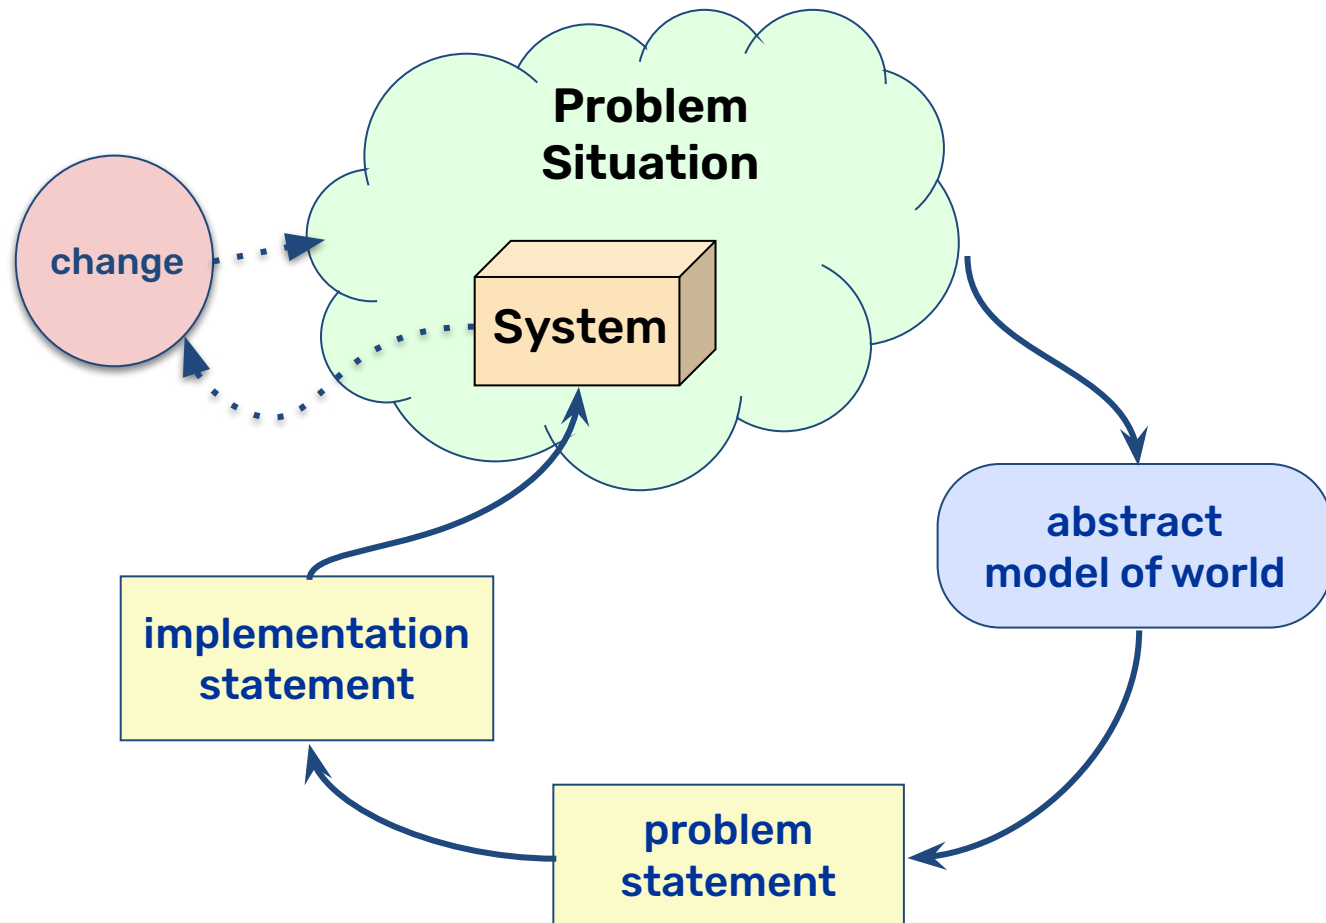 Problem
Situation
change
System
abstract
model of world
implementation
statement
problem
statement